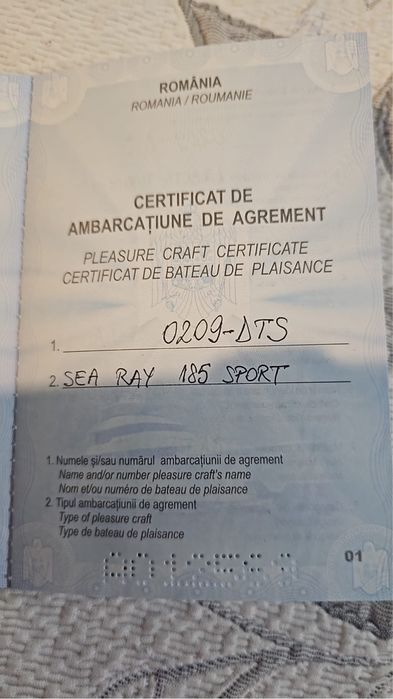 ROMÂNIA
ROMANIA / ROUMANIE
CERTIFICAT DE
AMBARCAȚIUNE DE AGREMENT
PLEASURE CRAFT CERTIFICATE
CERTIFICAT DE BATEAU DE PLAISANCE
1. 0209-DTS
2. SEA RAY 185 SPORT
1. Numele și/sau numărul ambarcațiunii de agrement
Name and/or number pleasure craft's name
Nom et/ou numéro de bateau de plaisance
2. Tipul ambarcațiunii de agrement
Type of pleasure craft
Type de bateau de plaisance
01